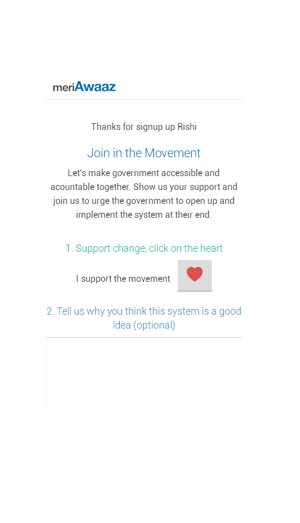 meriAwaaz
Thanks for signup up Rishi
Join in the Movement
Let's make government accessible and
acountable together. Show us your support and
join us to urge the government to open up and
implement the system at their end.
1. Support change, click on the heart
I support the movement
2. Tell us why you think this system is a good
idea (optional)